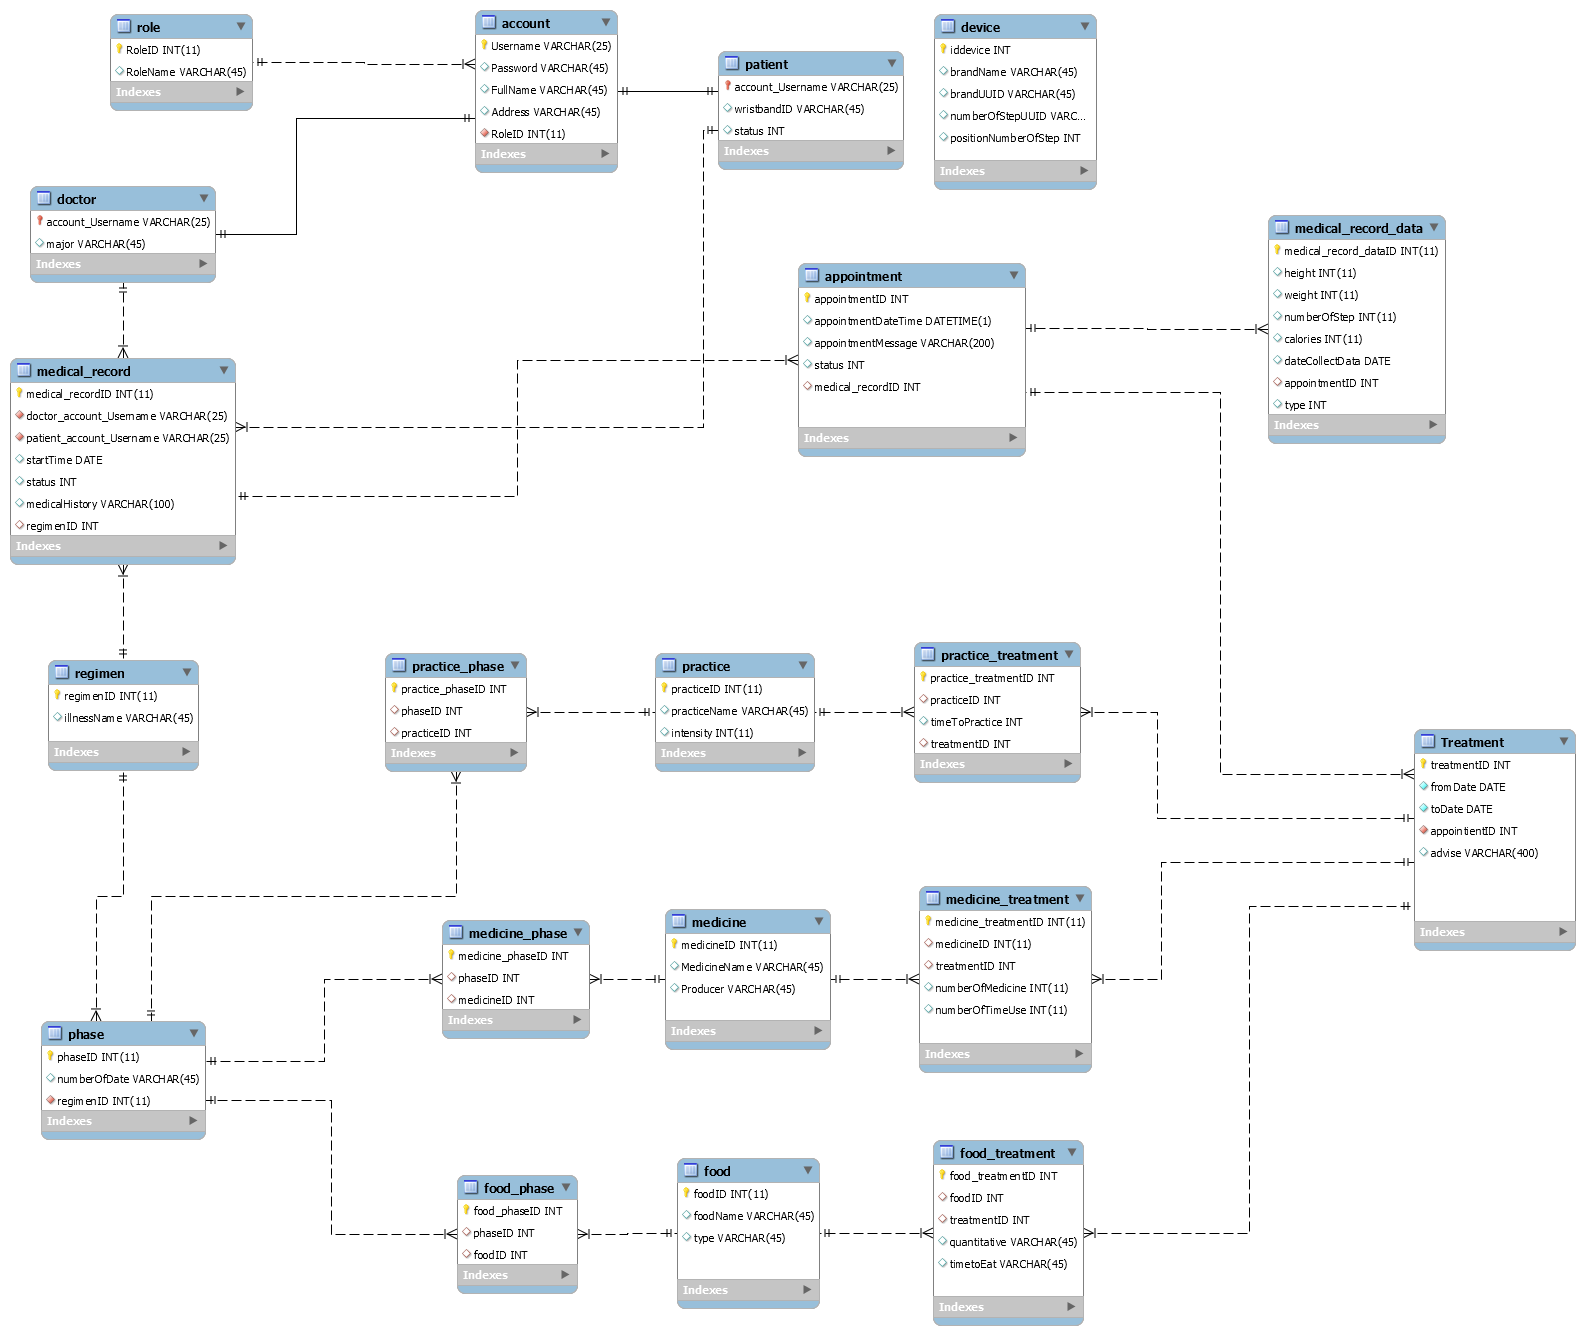 role
RoleID INT(11)
RoleName VARCHAR(45)
Indexes
account
Username VARCHAR(25)
Password VARCHAR(45)
FullName VARCHAR(45)
Address VARCHAR(45)
RoleID INT(11)
Indexes
patient
account_Username VARCHAR(25)
wristbandID VARCHAR(45)
status INT
Indexes
device
iddevice INT
brandName VARCHAR(45)
brandUUID VARCHAR(45)
numberOfStepUUID VARC...
positionNumberOfStep INT
Indexes
doctor
account_Username VARCHAR(25)
major VARCHAR(45)
Indexes
medical_record_data
medical_record_dataID INT(11)
height INT(11)
weight INT(11)
numberOfStep INT(11)
calories INT(11)
dateCollectData DATE
appointmentID INT
type INT
Indexes
appointment
appointmentID INT
appointmentDateTime DATETIME(1)
appointmentMessage VARCHAR(200)
status INT
medical_recordID INT
Indexes
medical_record
medical_recordID INT(11)
doctor_account_Username VARCHAR(25)
patient_account_Username VARCHAR(25)
startTime DATE
status INT
medicalHistory VARCHAR(100)
regimenID INT
Indexes
regimen
regimenID INT(11)
illnessName VARCHAR(45)
Indexes
practice_phase
practice_phaseID INT
phaseID INT
practiceID INT
Indexes
practice
practiceID INT(11)
practiceName VARCHAR(45)
intensity INT(11)
Indexes
practice_treatment
practice_treatmentID INT
practiceID INT
timeToPractice INT
treatmentID INT
Indexes
Treatment
treatmentID INT
fromDate DATE
toDate DATE
appointientID INT
advise VARCHAR(400)
Indexes
medicine_phase
medicine_phaseID INT
phaseID INT
medicineID INT
Indexes
medicine
medicineID INT(11)
MedicineName VARCHAR(45)
Producer VARCHAR(45)
Indexes
medicine_treatment
medicine_treatmentID INT(11)
medicineID INT(11)
treatmentID INT
numberOfMedicine INT(11)
numberOfTimeUse INT(11)
Indexes
phase
phaseID INT(11)
numberOfDate VARCHAR(45)
regimenID INT(11)
Indexes
food_phase
food_phaseID INT
phaseID INT
foodID INT
Indexes
food
foodID INT(11)
foodName VARCHAR(45)
type VARCHAR(45)
Indexes
food_treatment
food_treatmentID INT
foodID INT
treatmentID INT
quantitative VARCHAR(45)
timetoEat VARCHAR(45)
Indexes